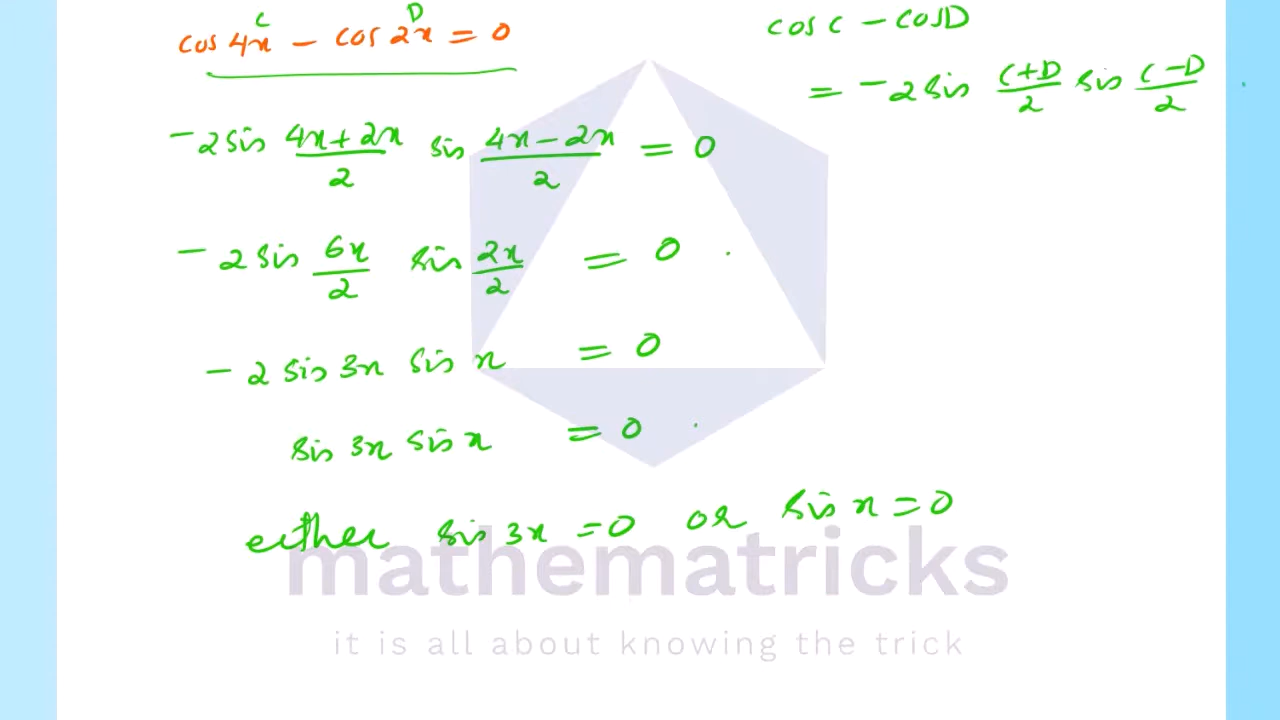 C D
cos 4x − cos 2x = 0
cos C − cos D
= −2 sin (C+D)/2 sin (C−D)/2
−2 sin (4x+2x)/2 sin (4x−2x)/2 = 0
−2 sin 6x/2 sin 2x/2 = 0
−2 sin 3x sin x = 0
sin 3x sin x = 0
either sin 3x = 0 or sin x = 0
mathematricks
it is all about knowing the trick